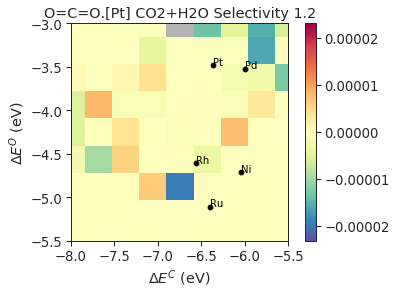 O=C=O.[Pt] CO2+H2O Selectivity 1.2
−3.0
−3.5
−4.0
−4.5
−5.0
−5.5
ΔE^O (eV)
Pt
Pd
Rh
Ni
Ru
−8.0 −7.5 −7.0 −6.5 −6.0 −5.5
ΔE^C (eV)
0.00002
0.00001
0.00000
−0.00001
−0.00002